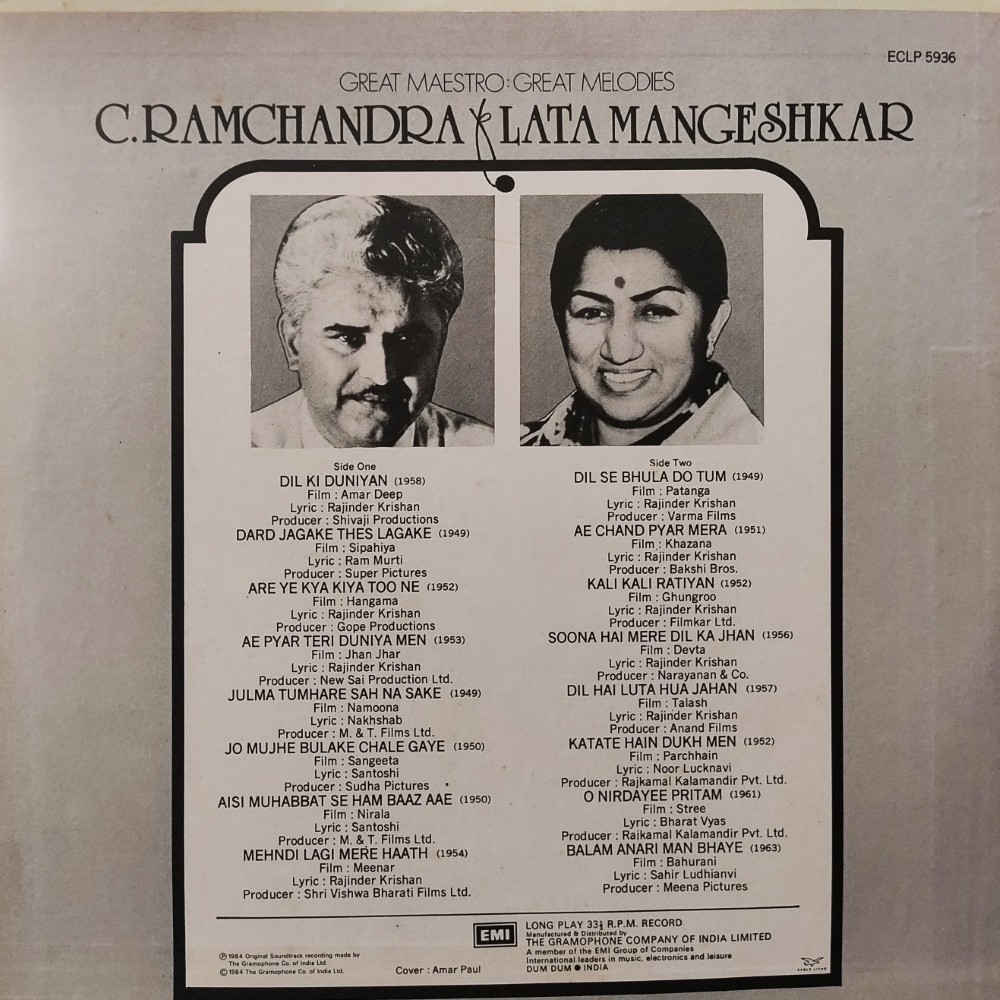 ECLP 5936
GREAT MAESTRO: GREAT MELODIES
C.RAMCHANDRA & LATA MANGESHKAR
Side One
DIL KI DUNIYAN (1958)
Film : Amar Deep
Lyric : Rajinder Krishan
Producer : Shivaji Productions
DARD JAGAKE THES LAGAKE (1949)
Film : Sipahiya
Lyric : Ram Murti
Producer : Super Pictures
ARE YE KYA KIYA TOO NE (1952)
Film : Hangama
Lyric : Rajinder Krishan
Producer : Gope Productions
AE PYAR TERI DUNIYA MEN (1953)
Film : Jhan Jhar
Lyric : Rajinder Krishan
Producer : New Sai Production Ltd.
JULMA TUMHARE SAH NA SAKE (1949)
Film : Namoona
Lyric : Nakhshab
Producer : M. & T. Films Ltd.
JO MUJHE BULAKE CHALE GAYE (1950)
Film : Sangeeta
Lyric : Santoshi
Producer : Sudha Pictures
AISI MUHABBAT SE HAM BAAZ AAE (1950)
Film : Nirala
Lyric : Santoshi
Producer : M. & T. Films Ltd.
MEHNDI LAGI MERE HAATH (1954)
Film : Meenar
Lyric : Rajinder Krishan
Producer : Shri Vishwa Bharati Films Ltd.
Side Two
DIL SE BHULA DO TUM (1949)
Film : Patanga
Lyric : Rajinder Krishan
Producer : Varma Films
AE CHAND PYAR MERA (1951)
Film : Khazana
Lyric : Rajinder Krishan
Producer : Bakshi Bros.
KALI KALI RATIYAN (1952)
Film : Ghungroo
Lyric : Rajinder Krishan
Producer : Filmkar Ltd.
SOONA HAI MERE DIL KA JHAN (1956)
Film : Devta
Lyric : Rajinder Krishan
Producer : Narayanan & Co.
DIL HAI LUTA HUA JAHAN (1957)
Film : Talash
Lyric : Rajinder Krishan
Producer : Anand Films
KATATE HAIN DUKH MEN (1952)
Film : Parchhain
Lyric : Noor Lucknavi
Producer : Rajkamal Kalamandir Pvt. Ltd.
O NIRDAYEE PRITAM (1961)
Film : Stree
Lyric : Bharat Vyas
Producer : Rajkamal Kalamandir Pvt. Ltd.
BALAM ANARI MAN BHAYE (1963)
Film : Bahurani
Lyric : Sahir Ludhianvi
Producer : Meena Pictures
℗ 1984 Original Soundtrack recording made by
The Gramophone Co. of India Ltd.
© 1984 The Gramophone Co. of India Ltd.
Cover : Amar Paul
EMI
LONG PLAY 33⅓ R.P.M. RECORD
Manufactured & Distributed by
THE GRAMOPHONE COMPANY OF INDIA LIMITED
A member of the EMI Group of Companies
International leaders in music, electronics and leisure
DUM DUM ● INDIA
EAGLE LITHO